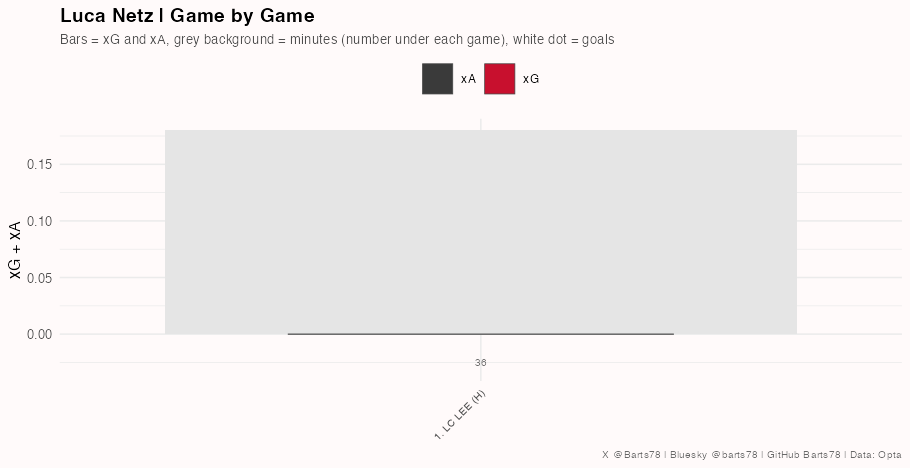 Luca Netz | Game by Game
Bars = xG and xA, grey background = minutes (number under each game), white dot = goals
xA
xG
xG + xA
0.15
0.10
0.05
0.00
36
1. LC LEE (H)
X @Barts78 | Bluesky @barts78 | GitHub Barts78 | Data: Opta